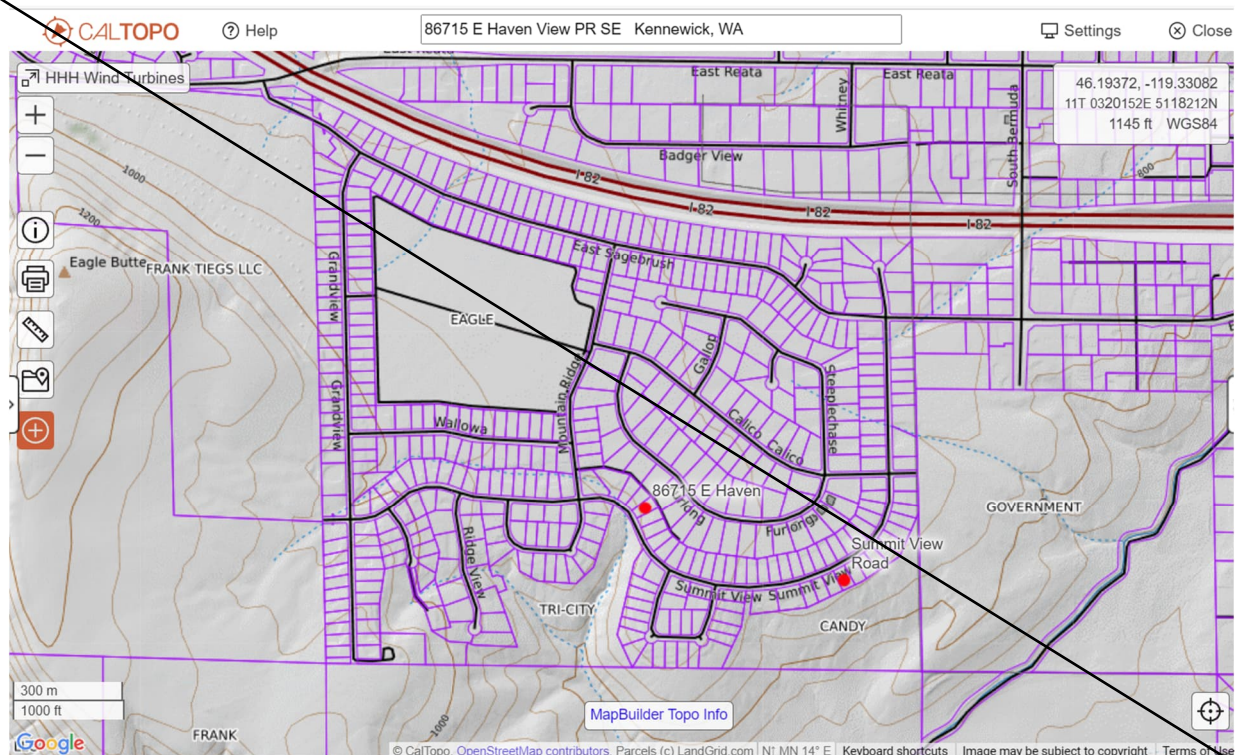 CALTOPO
Help
86715 E Haven View PR SE Kennewick, WA
Settings
Close
East Reata
HHH Wind Turbines
East Reata
East Reata
46.19372, -119.33082
11T 0320152E 5118212N
1145 ft WGS84
Whitney
South Bermuda
Badger View
800
1000
I 82
I 82
I 82
I 82
1200
Eagle Butte
FRANK TIEGS LLC
Grandview
East Sagebrush
EAGLE
Gallop
Steeplechase
Mountain Ridge
Grandview
Wallowa
Calico Calico
86715 E Haven
Furlong
Furlong
GOVERNMENT
Summit View
Road
Ridge View
Summit View Summit View
TRI-CITY
CANDY
300 m
1000 ft
1000
FRANK
MapBuilder Topo Info
Google
© CalTopo, OpenStreetMap contributors, Parcels (c) LandGrid.com N↑ MN 14° E Keyboard shortcuts Image may be subject to copyright Terms of Use